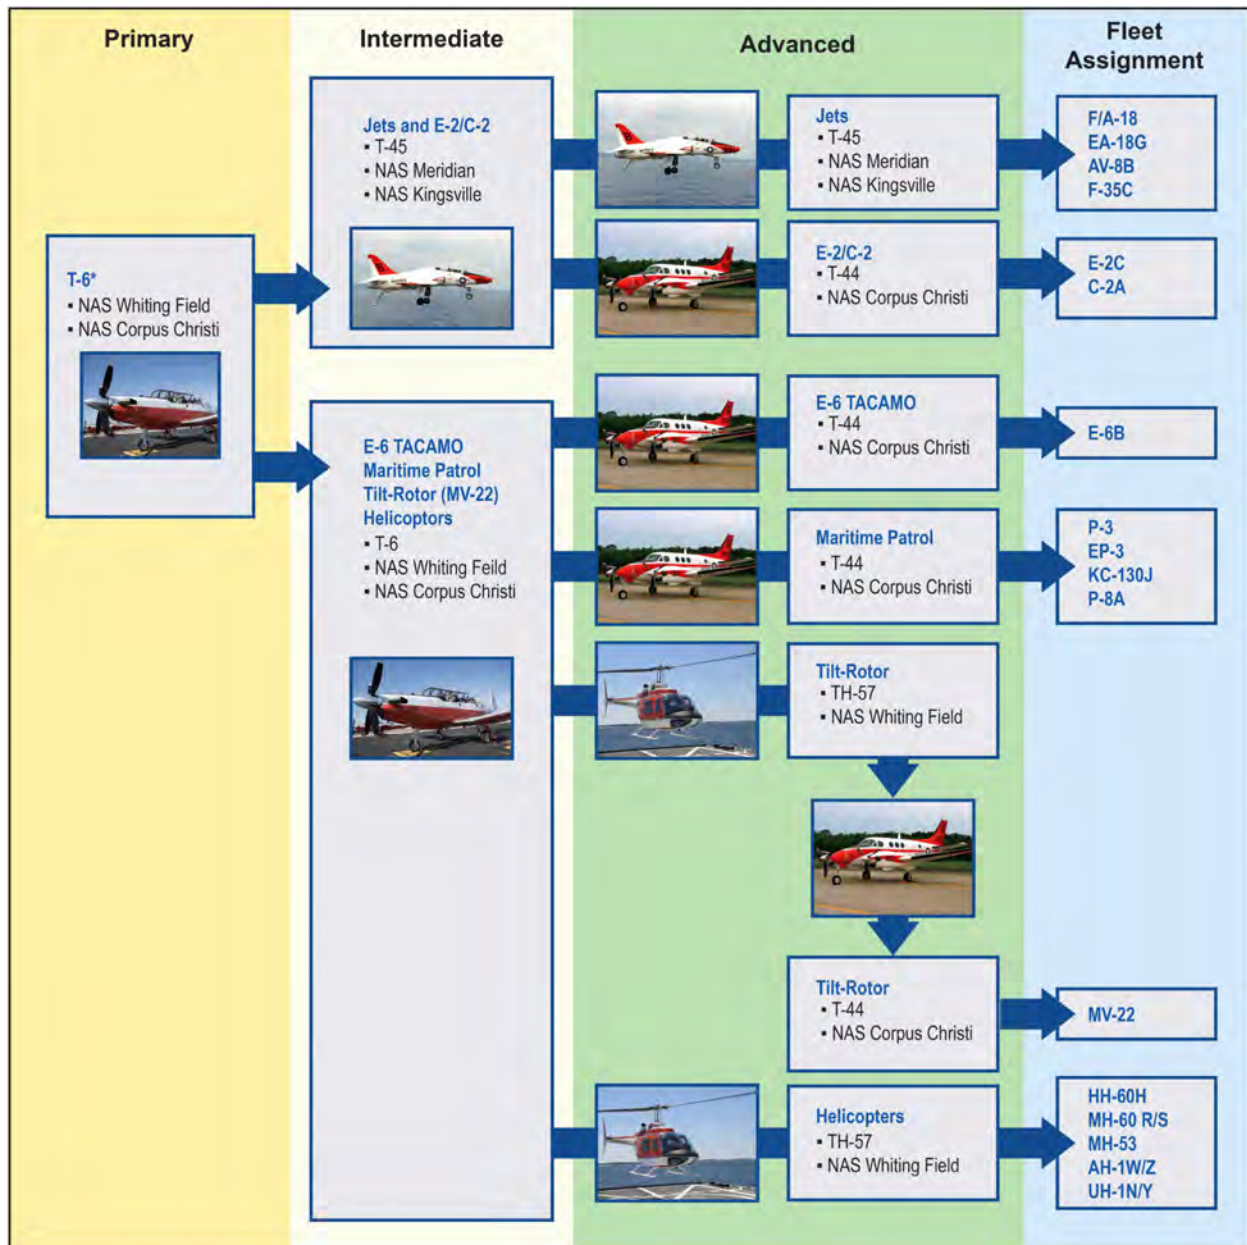 Primary
Intermediate
Advanced
Fleet
Assignment
T-6*
▪ NAS Whiting Field
▪ NAS Corpus Christi
Jets and E-2/C-2
▪ T-45
▪ NAS Meridian
▪ NAS Kingsville
E-6 TACAMO
Maritime Patrol
Tilt-Rotor (MV-22)
Helicoptors
▪ T-6
▪ NAS Whiting Feild
▪ NAS Corpus Christi
Jets
▪ T-45
▪ NAS Meridian
▪ NAS Kingsville
E-2/C-2
▪ T-44
▪ NAS Corpus Christi
E-6 TACAMO
▪ T-44
▪ NAS Corpus Christi
Maritime Patrol
▪ T-44
▪ NAS Corpus Christi
Tilt-Rotor
▪ TH-57
▪ NAS Whiting Field
Tilt-Rotor
▪ T-44
▪ NAS Corpus Christi
Helicopters
▪ TH-57
▪ NAS Whiting Field
F/A-18
EA-18G
AV-8B
F-35C
E-2C
C-2A
E-6B
P-3
EP-3
KC-130J
P-8A
MV-22
HH-60H
MH-60 R/S
MH-53
AH-1W/Z
UH-1N/Y